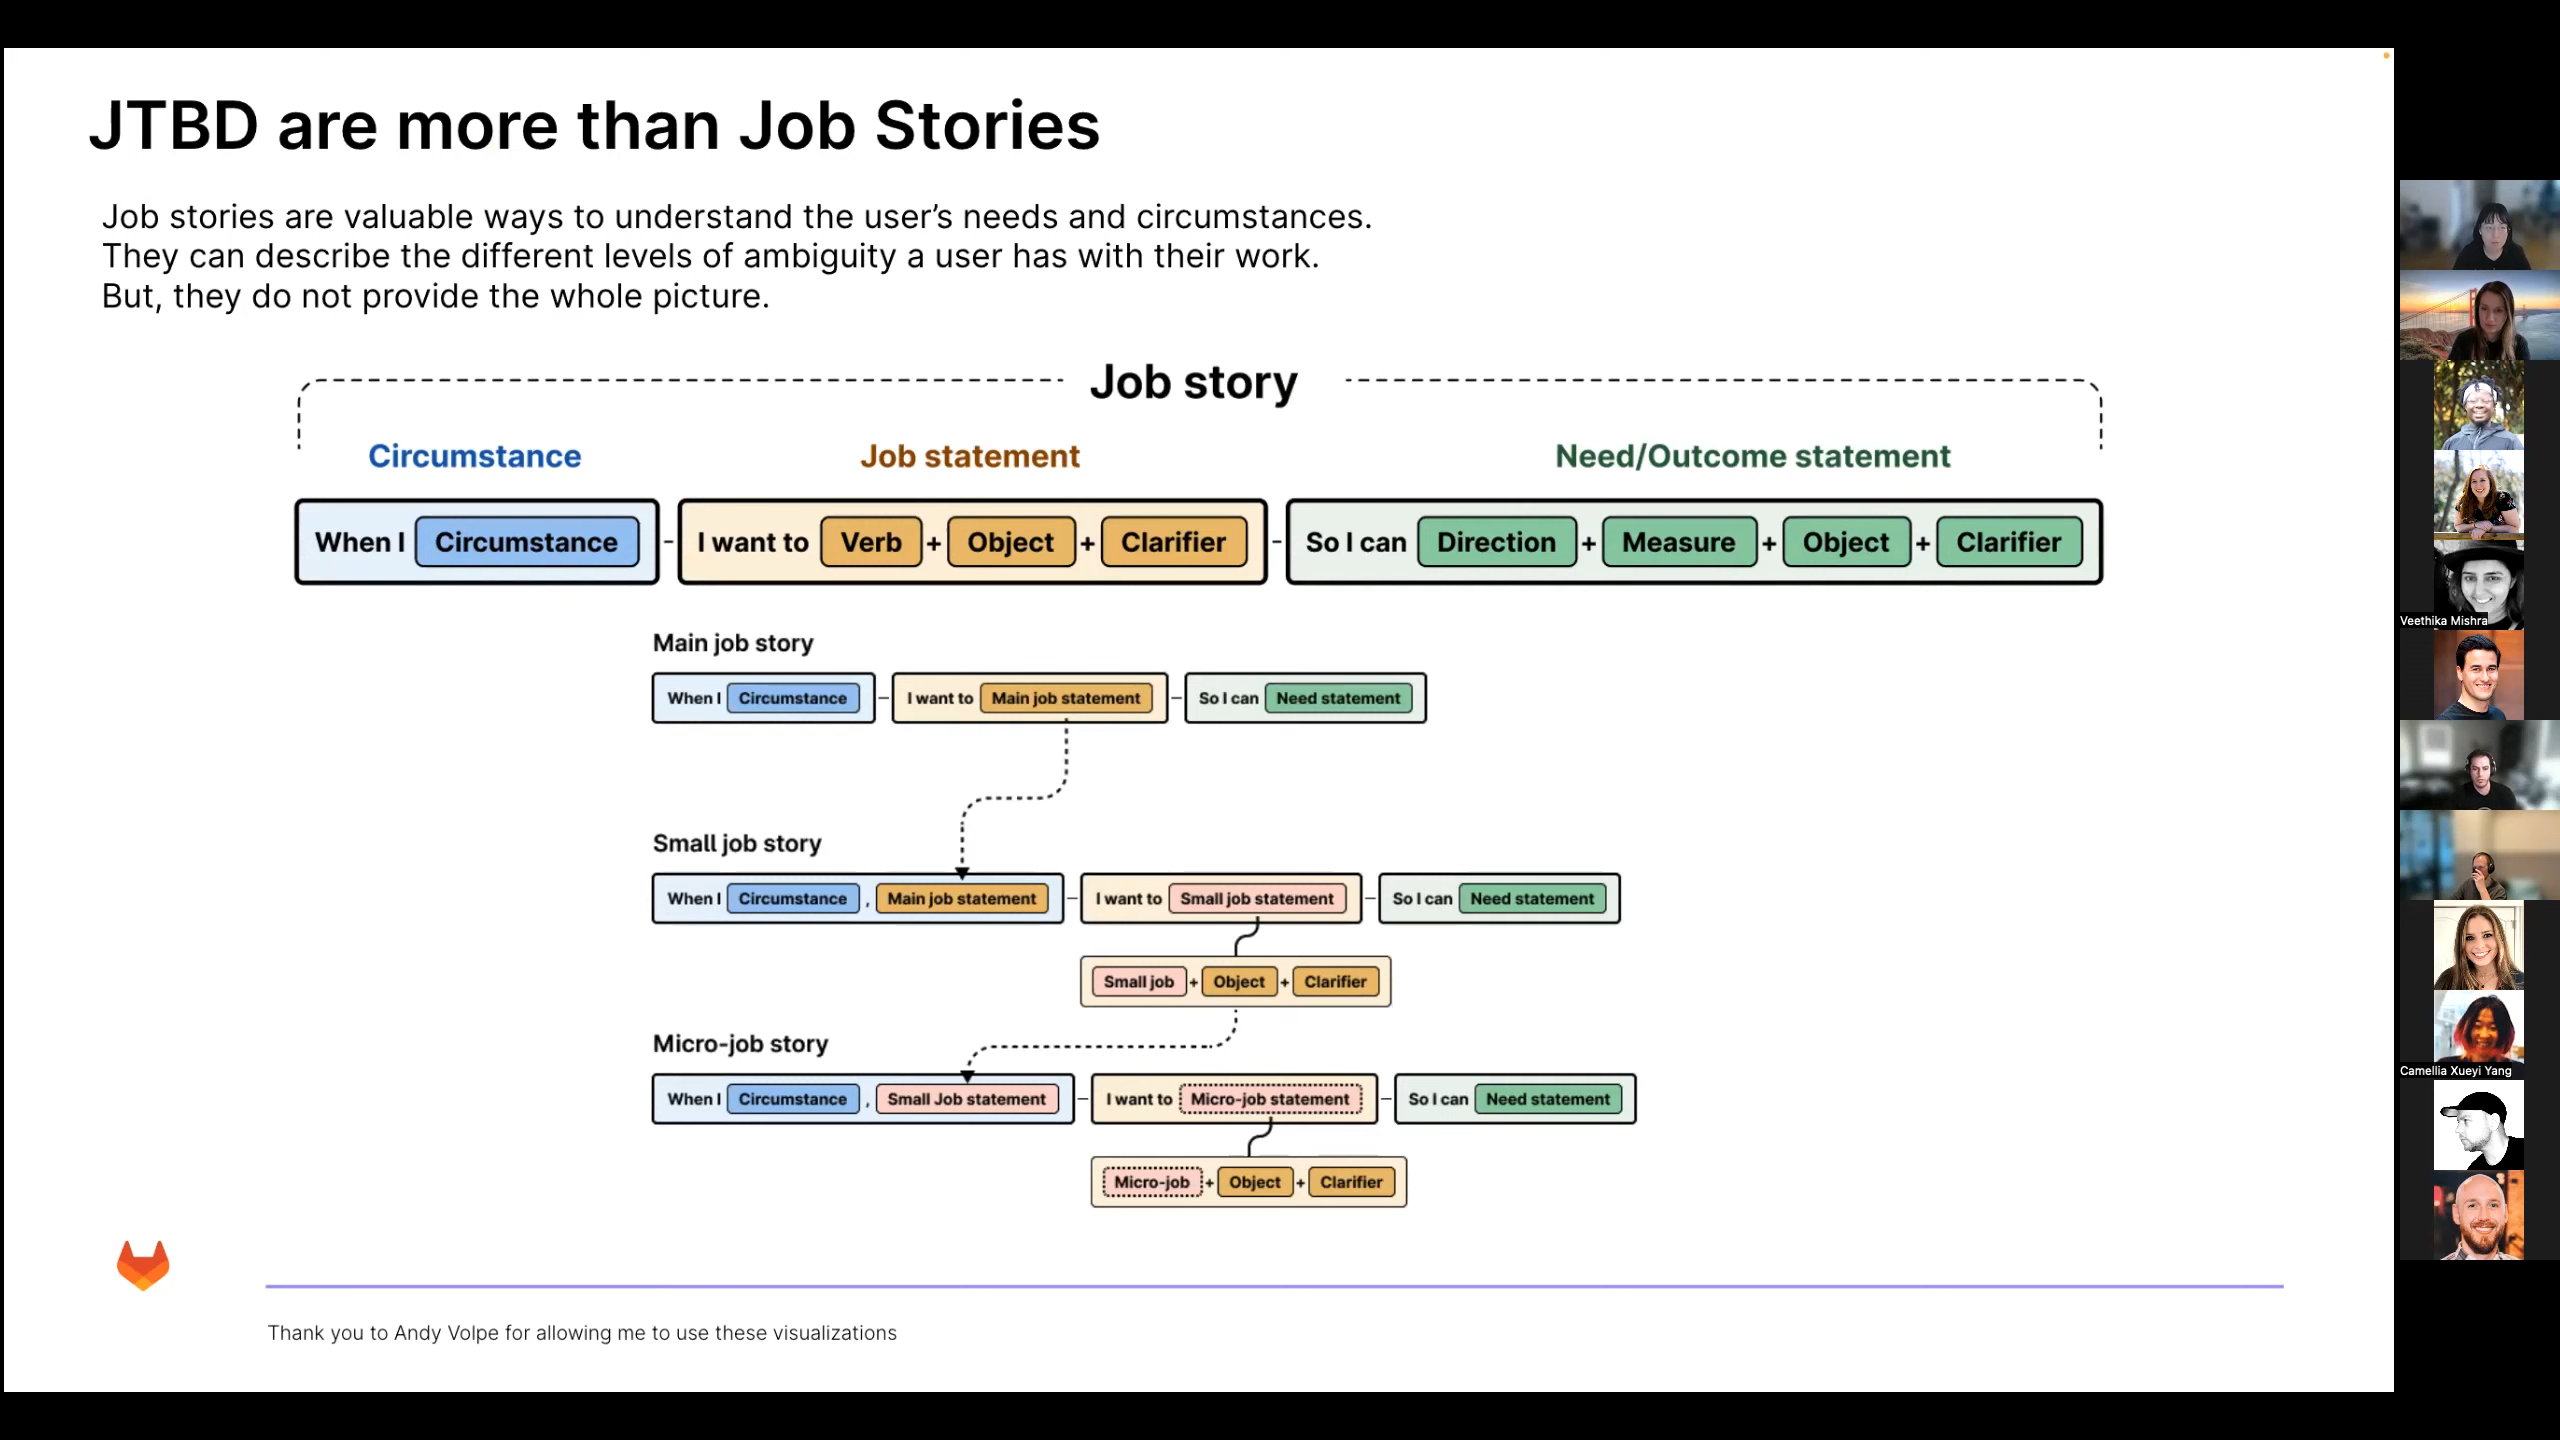 JTBD are more than Job Stories
Job stories are valuable ways to understand the user’s needs and circumstances.
They can describe the different levels of ambiguity a user has with their work.
But, they do not provide the whole picture.
Job story
Circumstance Job statement Need/Outcome statement
When I Circumstance - I want to Verb + Object + Clarifier - So I can Direction + Measure + Object + Clarifier
Main job story
When I Circumstance - I want to Main job statement - So I can Need statement
Small job story
When I Circumstance , Main job statement - I want to Small job statement - So I can Need statement
Small job + Object + Clarifier
Micro-job story
When I Circumstance , Small Job statement - I want to Micro-job statement - So I can Need statement
Micro-job + Object + Clarifier
Thank you to Andy Volpe for allowing me to use these visualizations
Veethika Mishra
Camellia Xueyi Yang